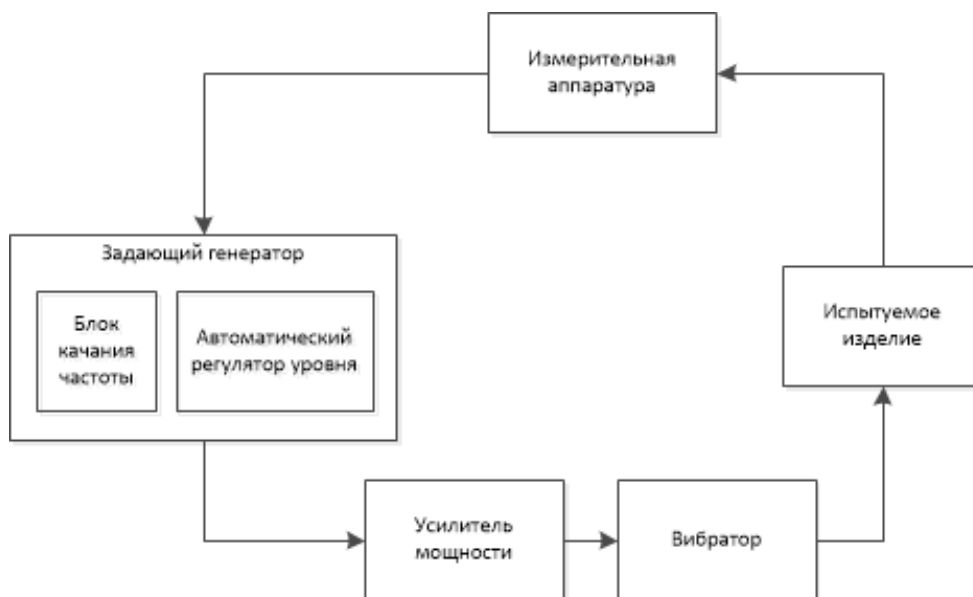 Измерительная
аппаратура
Задающий генератор
Блок
качания
частоты
Автоматический
регулятор уровня
Испытуемое
изделие
Усилитель
мощности
Вибратор